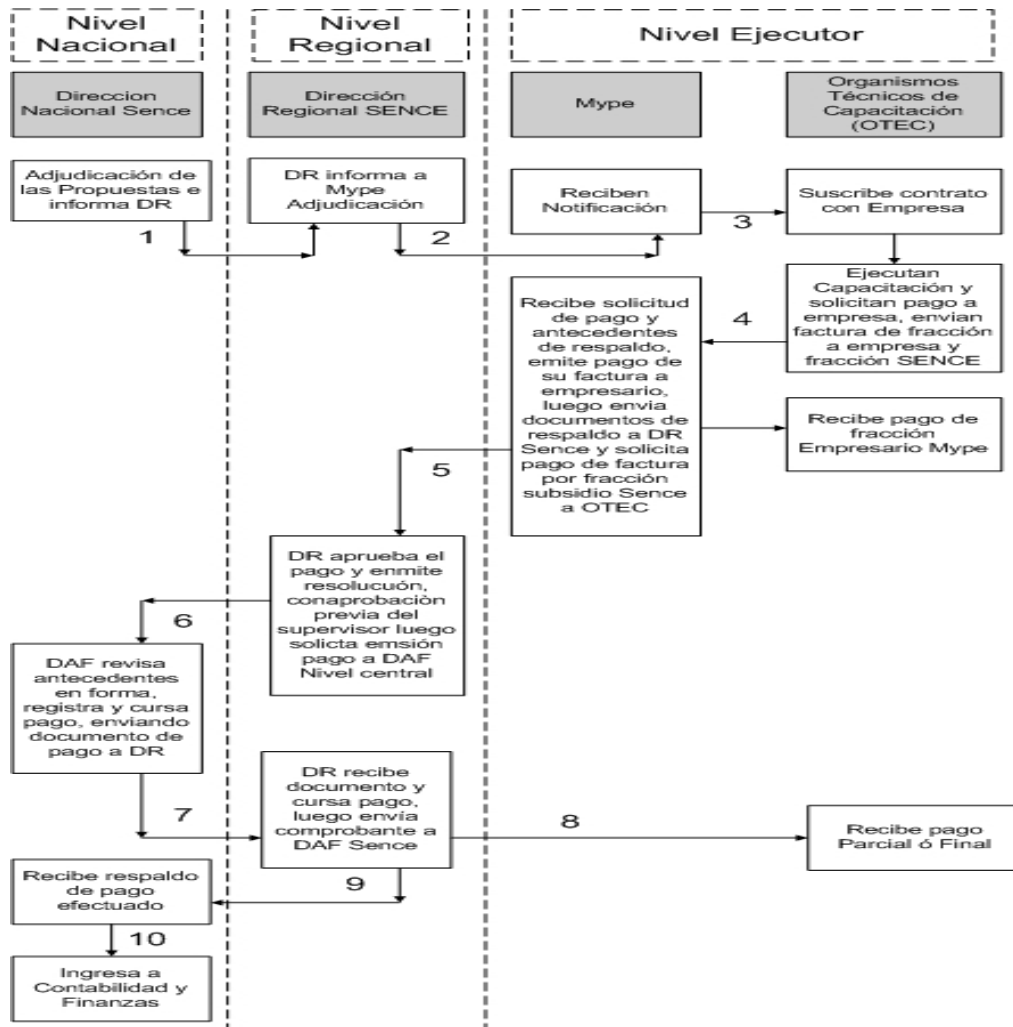 Nivel
Nacional
Nivel
Regional
Nivel Ejecutor
Direccion
Nacional Sence
Dirección
Regional SENCE
Mype
Organismos
Técnicos de
Capacitación
(OTEC)
Adjudicación de
las Propuestas e
informa DR
1
DR informa a
Mype
Adjudicación
2
Reciben
Notificación
3
Suscribe contrato
con Empresa
Ejecutan
Capacitación y
solicitan pago a
empresa, envian
factura de fracción
a empresa y
fracción SENCE
4
Recibe solicitud
de pago y
antecedentes
de respaldo,
emite pago de
su factura a
empresario,
luego envia
documentos de
respaldo a DR
Sence y solicita
pago de factura
por fracción
subsidio Sence
a OTEC
Recibe pago de
fracción
Empresario Mype
5
DR aprueba el
pago y enmite
resolucuón,
conaprobaciòn
previa del
supervisor luego
solicta emsión
pago a DAF
Nivel central
6
DAF revisa
antecedentes
en forma,
registra y cursa
pago, enviando
documento de
pago a DR
7
DR recibe
documento y
cursa pago,
luego envía
comprobante a
DAF Sence
8
Recibe pago
Parcial ó Final
9
Recibe respaldo
de pago
efectuado
10
Ingresa a
Contabilidad y
Finanzas